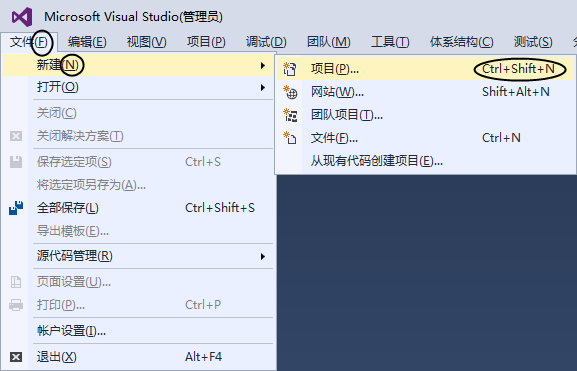 Microsoft Visual Studio(管理员)
文件(F) 编辑(E) 视图(V) 项目(P) 调试(D) 团队(M) 工具(T) 体系结构(C) 测试(S)
新建(N)
打开(O)
关闭(C)
关闭解决方案(T)
保存选定项(S) Ctrl+S
将选定项另存为(A)...
全部保存(L) Ctrl+Shift+S
导出模板(E)...
源代码管理(R)
页面设置(U)...
打印(P)... Ctrl+P
帐户设置(I)...
退出(X) Alt+F4
项目(P)... Ctrl+Shift+N
网站(W)... Shift+Alt+N
团队项目(T)...
文件(F)... Ctrl+N
从现有代码创建项目(E)...